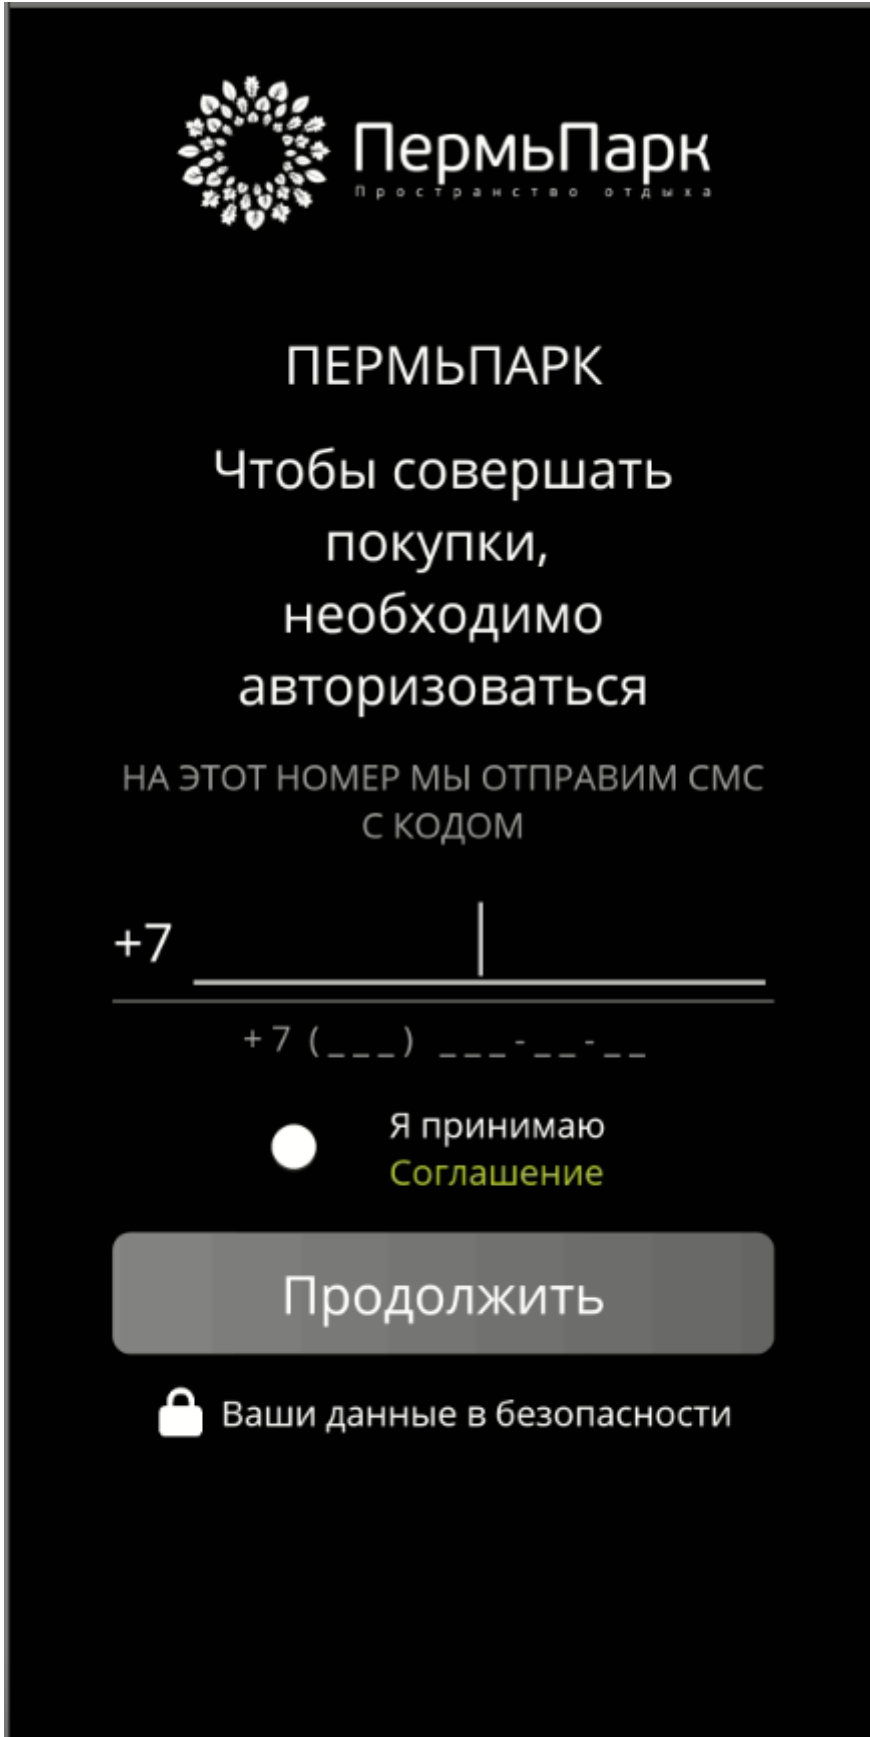 ПермьПарк
Пространство отдыха
ПЕРМЬПАРК
Чтобы совершать
покупки,
необходимо
авторизоваться
НА ЭТОТ НОМЕР МЫ ОТПРАВИМ СМС
С КОДОМ
+7
+7 (___) ___-__-__
Я принимаю
Соглашение
Продолжить
Ваши данные в безопасности